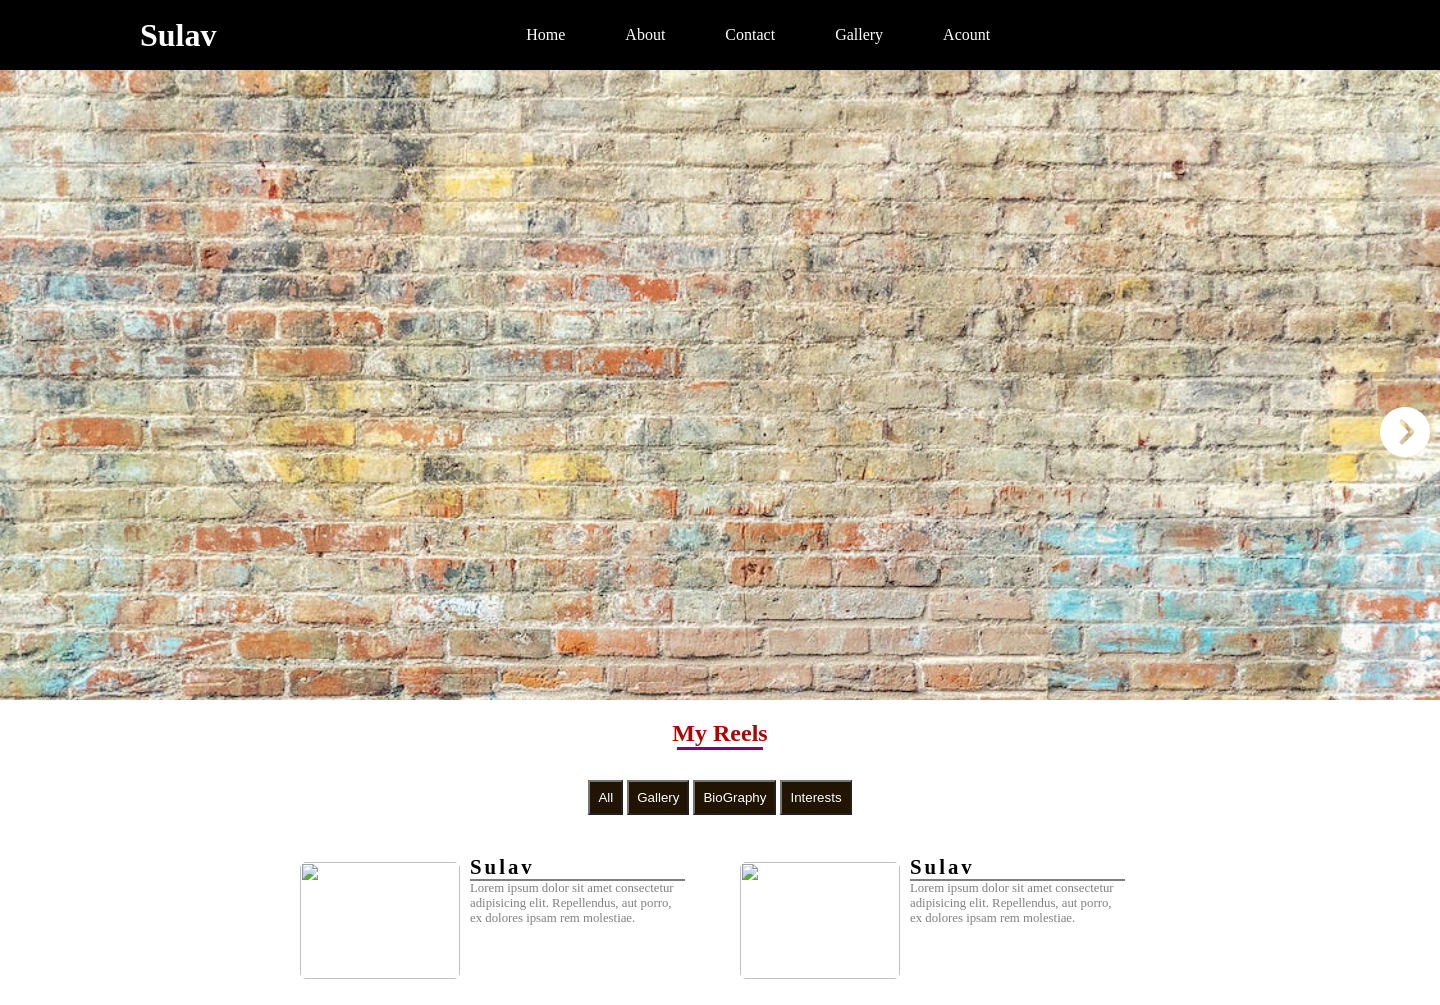 Sulav
Home About Contact Gallery Acount
My Reels
All Gallery BioGraphy Interests
Sulav
Lorem ipsum dolor sit amet consectetur
adipisicing elit. Repellendus, aut porro,
ex dolores ipsam rem molestiae.
Sulav
Lorem ipsum dolor sit amet consectetur
adipisicing elit. Repellendus, aut porro,
ex dolores ipsam rem molestiae.